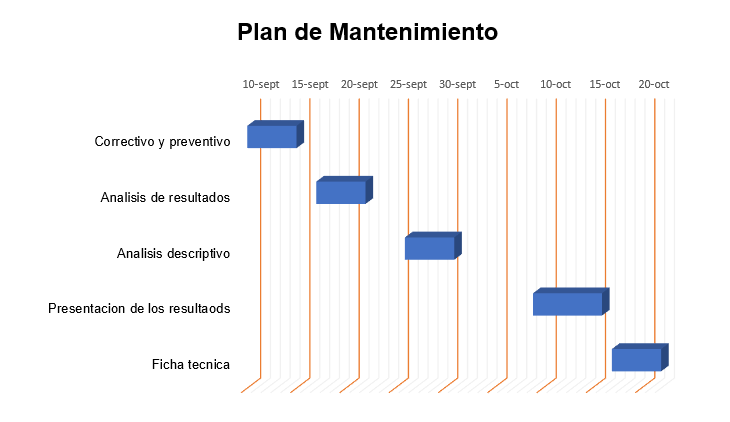 Plan de Mantenimiento
10-sept 15-sept 20-sept 25-sept 30-sept 5-oct 10-oct 15-oct 20-oct
Correctivo y preventivo
Analisis de resultados
Analisis descriptivo
Presentacion de los resultaods
Ficha tecnica